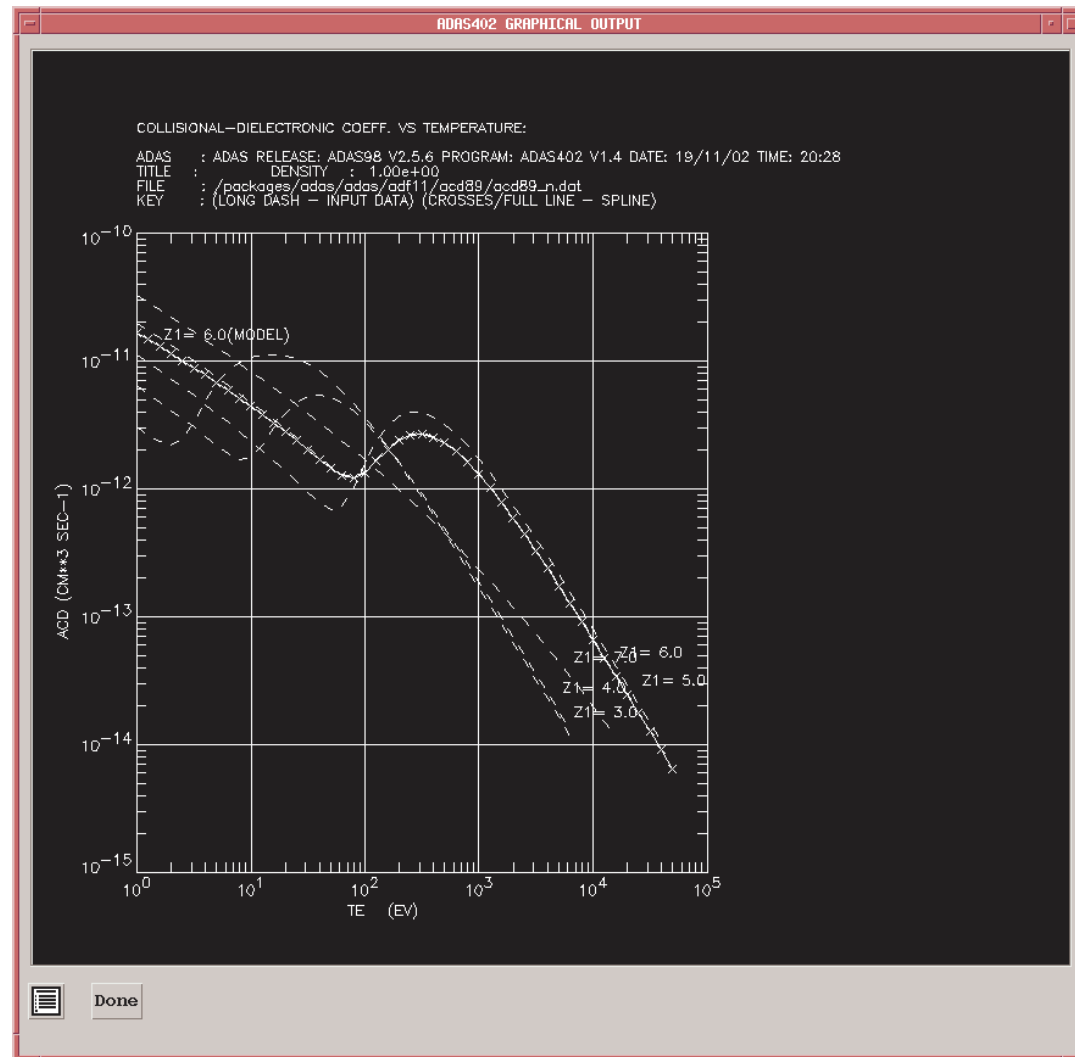 ADAS402 GRAPHICAL OUTPUT
COLLISIONAL-DIELECTRONIC COEFF. VS TEMPERATURE:
ADAS : ADAS RELEASE: ADAS98 V2.5.6 PROGRAM: ADAS402 V1.4 DATE: 19/11/02 TIME: 20:28
TITLE : DENSITY : 1.00e+00
FILE : /packages/adas/adas/adf11/acd89/acd89_n.dat
KEY : (LONG DASH - INPUT DATA) (CROSSES/FULL LINE - SPLINE)
10^-10
Z1= 6.0(MODEL)
10^-11
10^-12
ACD (CM**3 SEC-1)
10^-13
Z1= 7.0
Z1= 6.0
Z1= 5.0
Z1= 4.0
Z1= 3.0
10^-14
10^-15
10^0 10^1 10^2 10^3 10^4 10^5
TE (EV)
Done